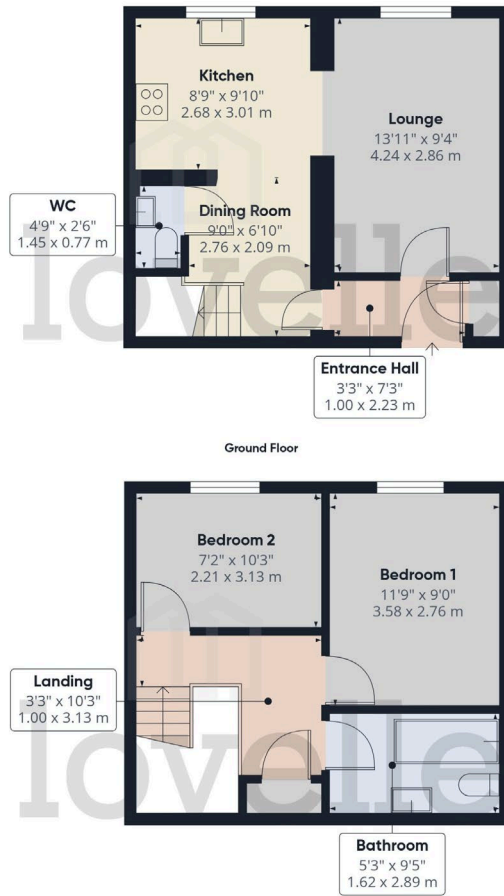 Kitchen
8'9" x 9'10"
2.68 x 3.01 m
Lounge
13'11" x 9'4"
4.24 x 2.86 m
WC
4'9" x 2'6"
1.45 x 0.77 m
Dining Room
9'0" x 6'10"
2.76 x 2.09 m
lovelle
Entrance Hall
3'3" x 7'3"
1.00 x 2.23 m
Ground Floor
Bedroom 2
7'2" x 10'3"
2.21 x 3.13 m
Bedroom 1
11'9" x 9'0"
3.58 x 2.76 m
Landing
3'3" x 10'3"
1.00 x 3.13 m
lovelle
Bathroom
5'3" x 9'5"
1.62 x 2.89 m